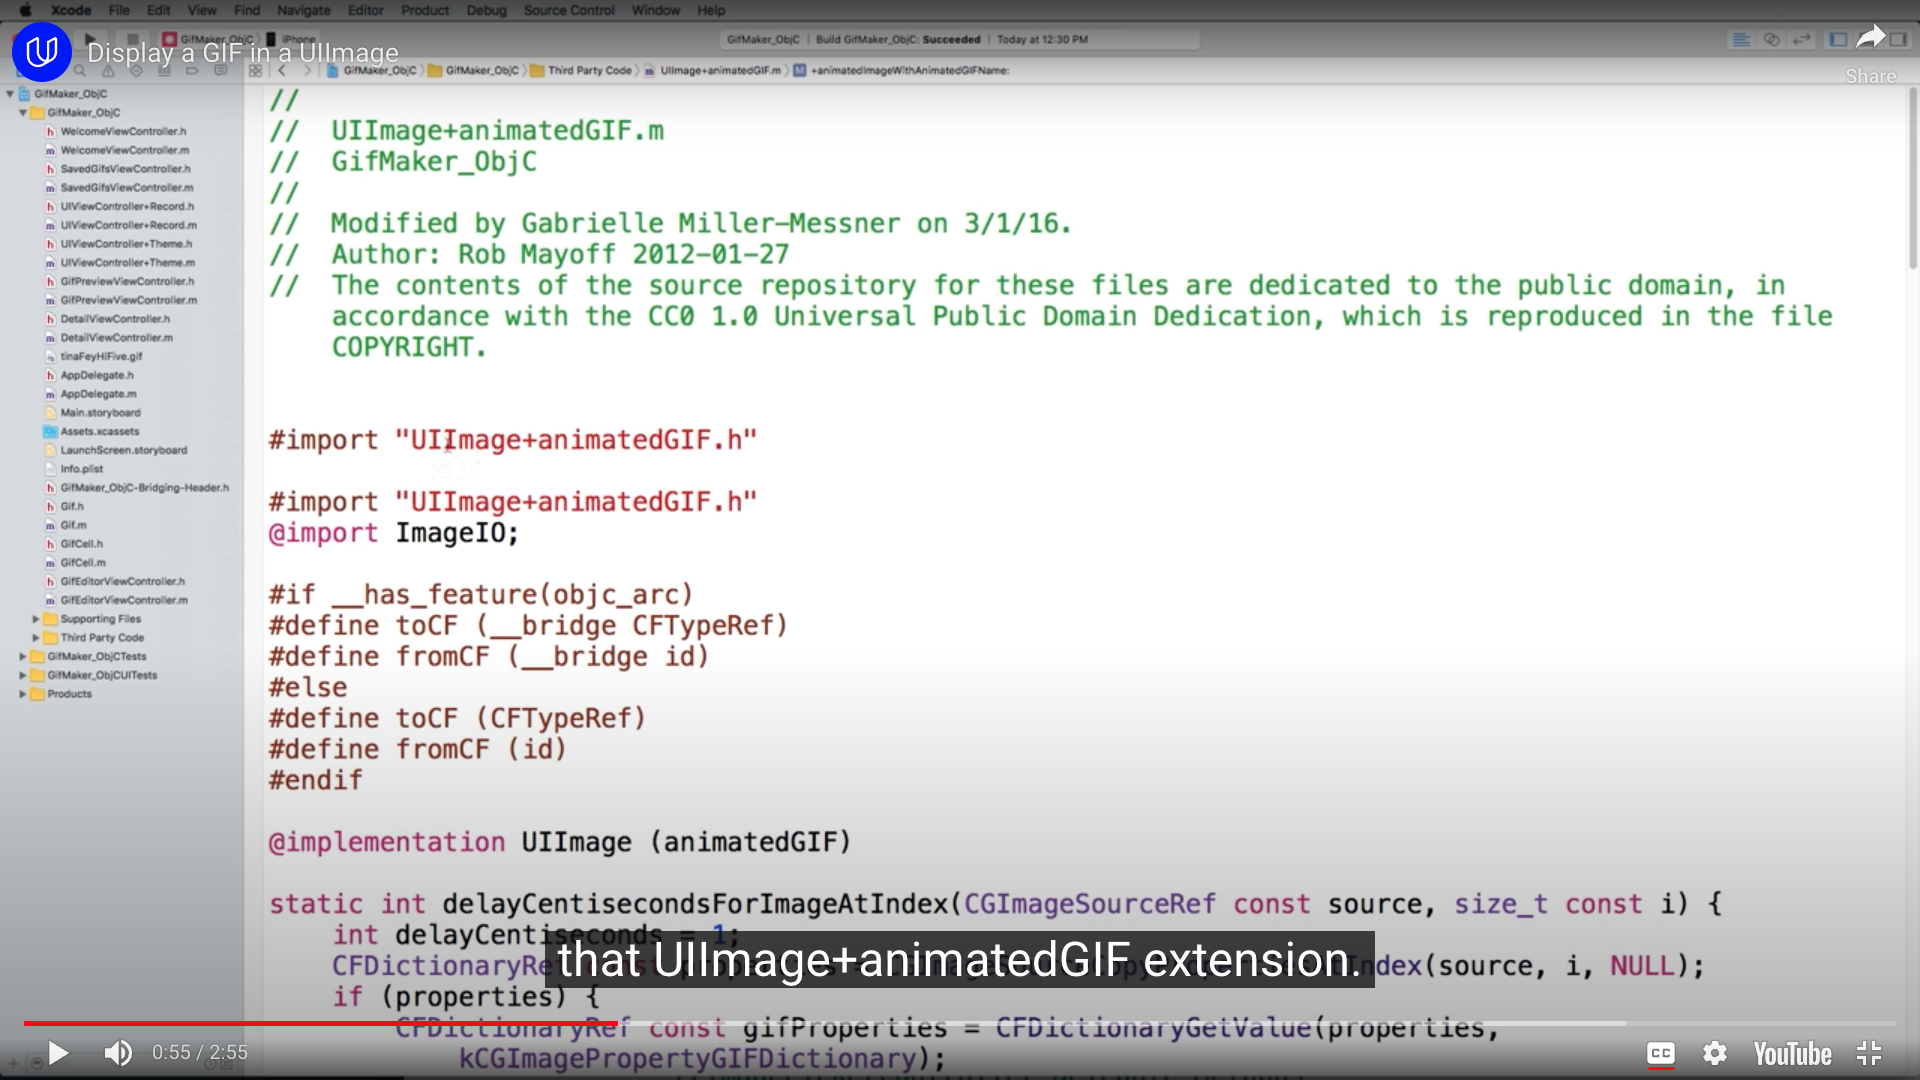 Xcode File Edit View Find Navigate Editor Product Debug Source Control Window Help
Display a GIF in a UIImage
GifMaker_ObjC iPhone
GifMaker_ObjC | Build GifMaker_ObjC: Succeeded | Today at 12:30 PM
Share
GifMaker_ObjC GifMaker_ObjC Third Party Code UIImage+animatedGIF.m +animatedImageWithAnimatedGIFName:
GifMaker_ObjC
GifMaker_ObjC
WelcomeViewController.h
WelcomeViewController.m
SavedGifsViewController.h
SavedGifsViewController.m
UIViewController+Record.h
UIViewController+Record.m
UIViewController+Theme.h
UIViewController+Theme.m
GifPreviewViewController.h
GifPreviewViewController.m
DetailViewController.h
DetailViewController.m
tinaFeyHiFive.gif
AppDelegate.h
AppDelegate.m
Main.storyboard
Assets.xcassets
LaunchScreen.storyboard
Info.plist
GifMaker_ObjC-Bridging-Header.h
Gif.h
Gif.m
GifCell.h
GifCell.m
GifEditorViewController.h
GifEditorViewController.m
Supporting Files
Third Party Code
GifMaker_ObjCTests
GifMaker_ObjCUITests
Products
//
// UIImage+animatedGIF.m
// GifMaker_ObjC
//
// Modified by Gabrielle Miller-Messner on 3/1/16.
// Author: Rob Mayoff 2012-01-27
// The contents of the source repository for these files are dedicated to the public domain, in
accordance with the CC0 1.0 Universal Public Domain Dedication, which is reproduced in the file
COPYRIGHT.
#import "UIImage+animatedGIF.h"
#import "UIImage+animatedGIF.h"
@import ImageIO;
#if __has_feature(objc_arc)
#define toCF (__bridge CFTypeRef)
#define fromCF (__bridge id)
#else
#define toCF (CFTypeRef)
#define fromCF (id)
#endif
@implementation UIImage (animatedGIF)
static int delayCentisecondsForImageAtIndex(CGImageSourceRef const source, size_t const i) {
int delayCentiseconds = 1;
CFDictionaryRe ndex(source, i, NULL);
that UIImage+animatedGIF extension.
if (properties) {
CFDictionaryRef const gifProperties = CFDictionaryGetValue(properties,
kCGImagePropertyGIFDictionary);
0:55 / 2:55
CC
YouTube